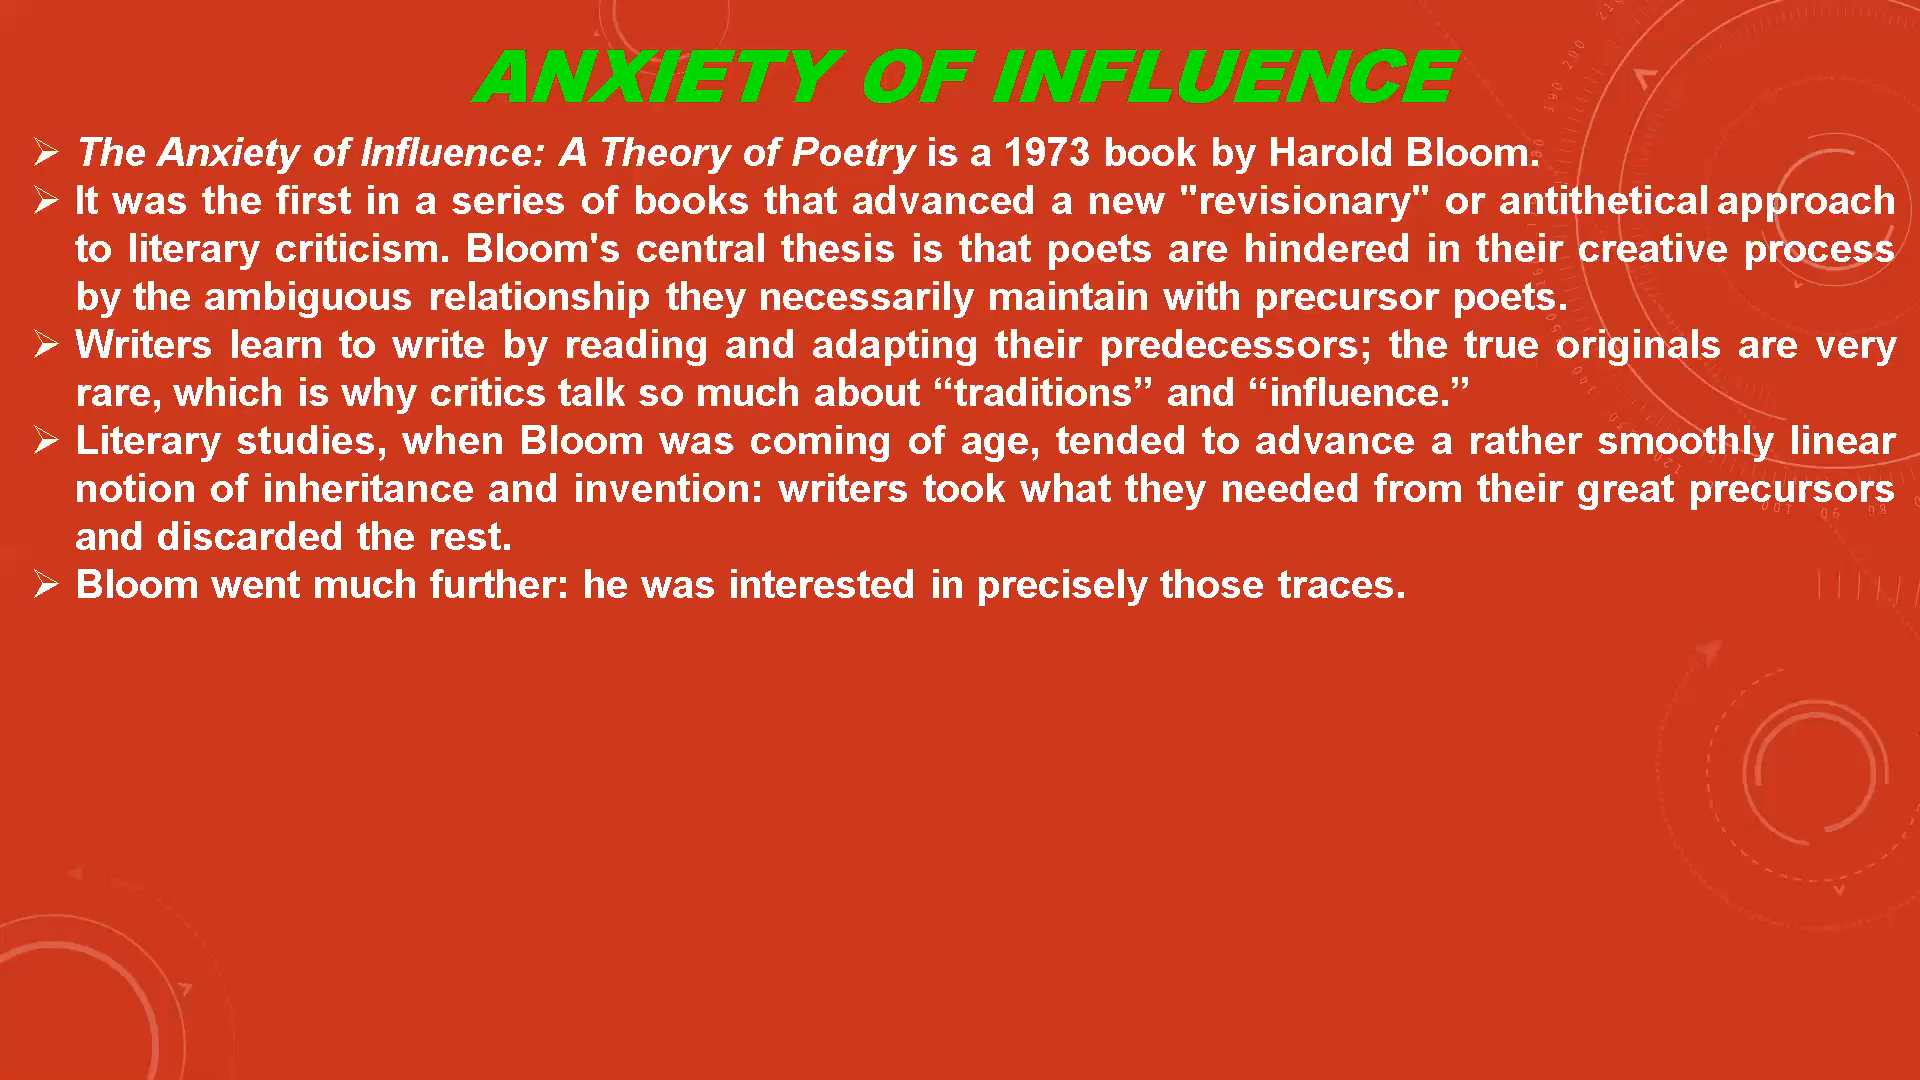 ANXIETY OF INFLUENCE
➢ The Anxiety of Influence: A Theory of Poetry is a 1973 book by Harold Bloom.
➢ It was the first in a series of books that advanced a new "revisionary" or antithetical approach
to literary criticism. Bloom's central thesis is that poets are hindered in their creative process
by the ambiguous relationship they necessarily maintain with precursor poets.
➢ Writers learn to write by reading and adapting their predecessors; the true originals are very
rare, which is why critics talk so much about “traditions” and “influence.”
➢ Literary studies, when Bloom was coming of age, tended to advance a rather smoothly linear
notion of inheritance and invention: writers took what they needed from their great precursors
and discarded the rest.
➢ Bloom went much further: he was interested in precisely those traces.